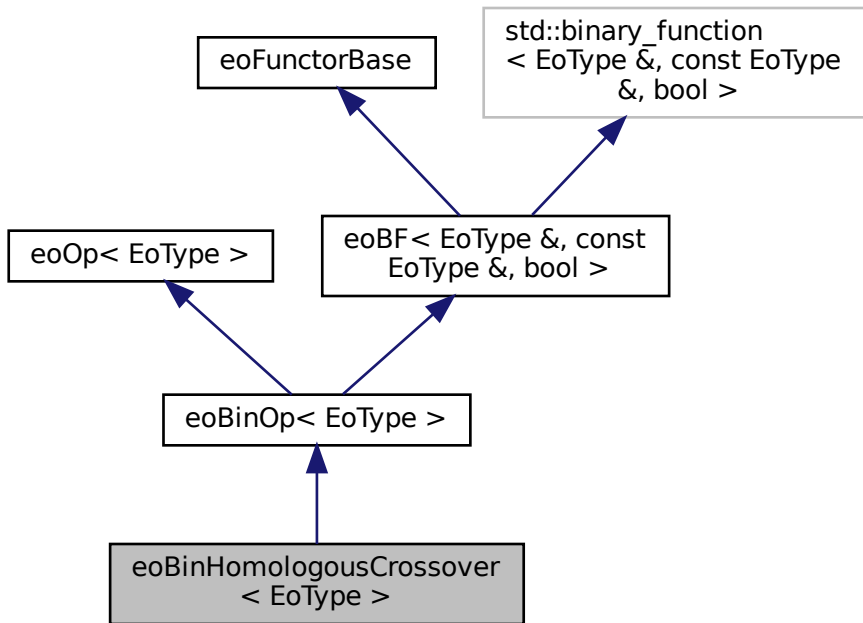 std::binary_function
< EoType &, const EoType
&, bool >
eoFunctorBase
eoBF< EoType &, const
EoType &, bool >
eoOp< EoType >
eoBinOp< EoType >
eoBinHomologousCrossover
< EoType >